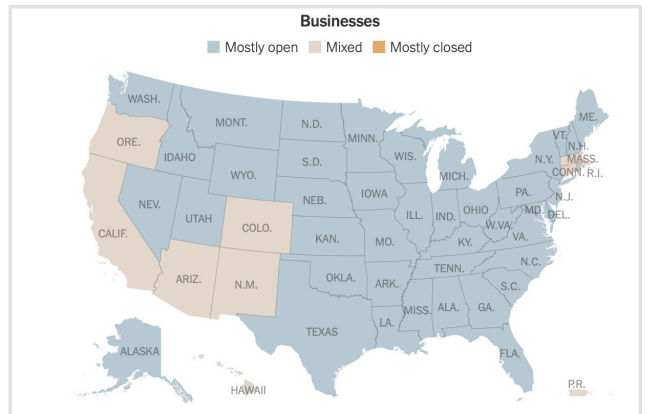 Businesses
Mostly open Mixed Mostly closed
WASH.
ME.
MONT.
N.D.
MINN.
VT.
ORE.
N.H.
IDAHO
S.D.
WIS.
N.Y.
MASS.
WYO.
MICH.
CONN. R.I.
NEB.
IOWA
PA.
N.J.
NEV.
UTAH
ILL.
IND.
OHIO
MD.
DEL.
CALIF.
COLO.
KAN.
MO.
W.VA.
VA.
KY.
N.C.
ARIZ.
N.M.
OKLA.
ARK.
TENN.
S.C.
MISS.
ALA.
GA.
TEXAS
LA.
ALASKA
FLA.
HAWAII
P.R.